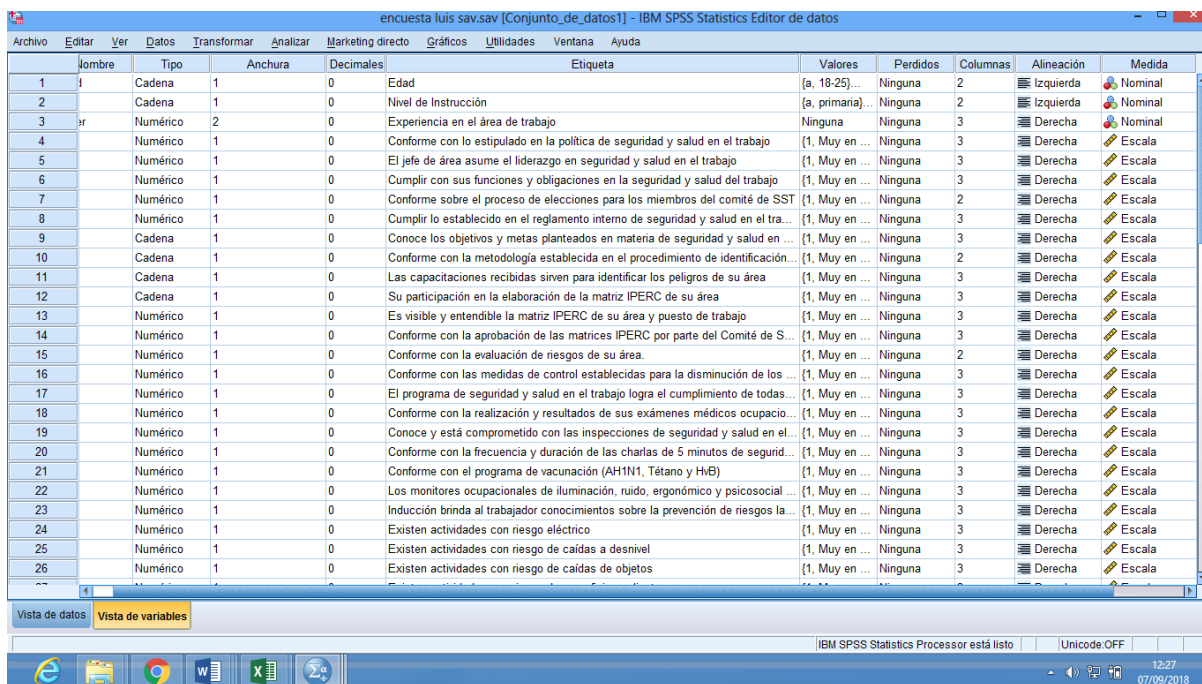 encuesta luis sav.sav [Conjunto_de_datos1] - IBM SPSS Statistics Editor de datos
Archivo Editar Ver Datos Transformar Analizar Marketing directo Gráficos Utilidades Ventana Ayuda
Nombre Tipo Anchura Decimales Etiqueta Valores Perdidos Columnas Alineación Medida
1 d Cadena 1 0 Edad {a, 18-25}... Ninguna 2 Izquierda Nominal
2 Cadena 1 0 Nivel de Instrucciòn {a, primaria}... Ninguna 2 Izquierda Nominal
3 er Numérico 2 0 Experiencia en el àrea de trabajo Ninguna Ninguna 3 Derecha Nominal
4 Numérico 1 0 Conforme con lo estipulado en la política de seguridad y salud en el trabajo {1, Muy en ... Ninguna 3 Derecha Escala
5 Numérico 1 0 El jefe de área asume el liderazgo en seguridad y salud en el trabajo {1, Muy en ... Ninguna 3 Derecha Escala
6 Numérico 1 0 Cumplir con sus funciones y obligaciones en la seguridad y salud del trabajo {1, Muy en ... Ninguna 3 Derecha Escala
7 Numérico 1 0 Conforme sobre el proceso de elecciones para los miembros del comité de SST {1, Muy en ... Ninguna 2 Derecha Escala
8 Numérico 1 0 Cumplir lo establecido en el reglamento interno de seguridad y salud en el tra... {1, Muy en ... Ninguna 3 Derecha Escala
9 Cadena 1 0 Conoce los objetivos y metas planteados en materia de seguridad y salud en ... {1, Muy en ... Ninguna 3 Derecha Escala
10 Cadena 1 0 Conforme con la metodología establecida en el procedimiento de identificación... {1, Muy en ... Ninguna 2 Derecha Escala
11 Cadena 1 0 Las capacitaciones recibidas sirven para identificar los peligros de su área {1, Muy en ... Ninguna 3 Derecha Escala
12 Cadena 1 0 Su participación en la elaboración de la matriz IPERC de su área {1, Muy en ... Ninguna 3 Derecha Escala
13 Numérico 1 0 Es visible y entendible la matriz IPERC de su área y puesto de trabajo {1, Muy en ... Ninguna 3 Derecha Escala
14 Numérico 1 0 Conforme con la aprobación de las matrices IPERC por parte del Comité de S... {1, Muy en ... Ninguna 3 Derecha Escala
15 Numérico 1 0 Conforme con la evaluación de riesgos de su área. {1, Muy en ... Ninguna 2 Derecha Escala
16 Numérico 1 0 Conforme con las medidas de control establecidas para la disminución de los ... {1, Muy en ... Ninguna 3 Derecha Escala
17 Numérico 1 0 El programa de seguridad y salud en el trabajo logra el cumplimiento de todas... {1, Muy en ... Ninguna 3 Derecha Escala
18 Numérico 1 0 Conforme con la realización y resultados de sus exámenes médicos ocupacio... {1, Muy en ... Ninguna 3 Derecha Escala
19 Numérico 1 0 Conoce y está comprometido con las inspecciones de seguridad y salud en el... {1, Muy en ... Ninguna 3 Derecha Escala
20 Numérico 1 0 Conforme con la frecuencia y duración de las charlas de 5 minutos de segurid... {1, Muy en ... Ninguna 3 Derecha Escala
21 Numérico 1 0 Conforme con el programa de vacunación (AH1N1, Tétano y HvB) {1, Muy en ... Ninguna 3 Derecha Escala
22 Numérico 1 0 Los monitores ocupacionales de iluminación, ruido, ergonómico y psicosocial ... {1, Muy en ... Ninguna 3 Derecha Escala
23 Numérico 1 0 Inducción brinda al trabajador conocimientos sobre la prevención de riesgos la... {1, Muy en ... Ninguna 3 Derecha Escala
24 Numérico 1 0 Existen actividades con riesgo eléctrico {1, Muy en ... Ninguna 3 Derecha Escala
25 Numérico 1 0 Existen actividades con riesgo de caídas a desnivel {1, Muy en ... Ninguna 3 Derecha Escala
26 Numérico 1 0 Existen actividades con riesgo de caídas de objetos {1, Muy en ... Ninguna 3 Derecha Escala
Vista de datos Vista de variables
IBM SPSS Statistics Processor está listo Unicode:OFF
12:27
07/09/2018